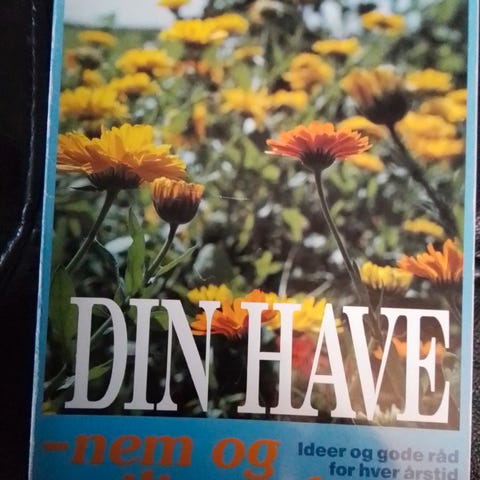 DIN HAVE
-nem og
Ideer og gode råd
for hver årstid